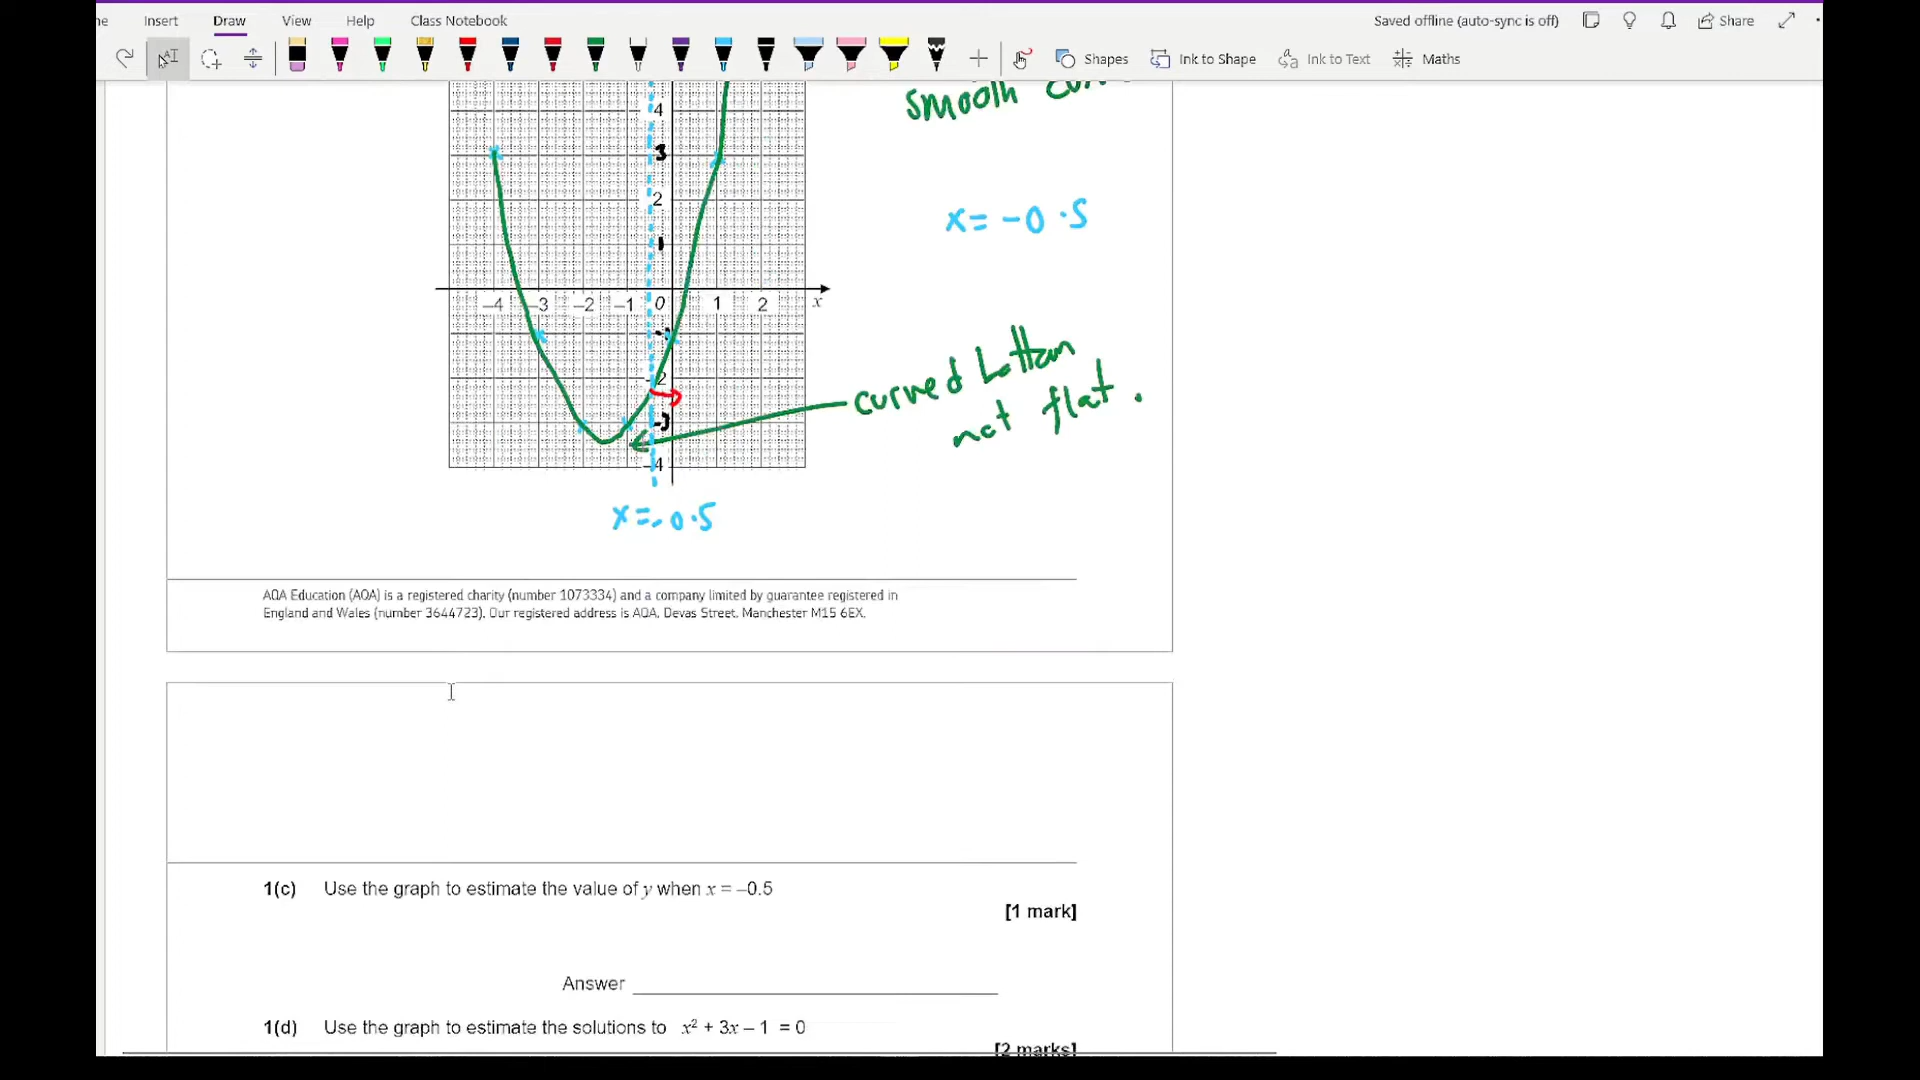 Insert Draw View Help Class Notebook Saved offline (auto-sync is off) Share
Shapes Ink to Shape Ink to Text Maths
smooth
4
3
2
x = -0.5
1
–4 –3 –2 –1 0 1 2 x
-1
-2
curved bottom
not flat.
-3
-4
x = -0.5
AQA Education (AQA) is a registered charity (number 1073334) and a company limited by guarantee registered in
England and Wales (number 3644723). Our registered address is AQA, Devas Street, Manchester M15 6EX.
1(c) Use the graph to estimate the value of y when x = –0.5
[1 mark]
Answer
1(d) Use the graph to estimate the solutions to x² + 3x – 1 = 0
[2 marks]